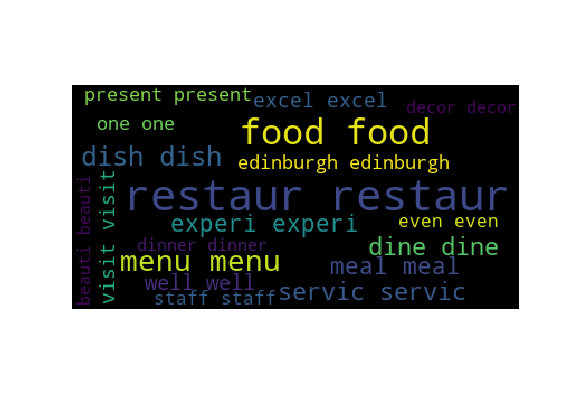 present present
excel excel
decor decor
one one
food food
dish dish
edinburgh edinburgh
restaur restaur
beauti beauti
visit visit
experi experi
even even
dinner dinner
dine dine
menu menu
meal meal
well well
staff staff
servic servic